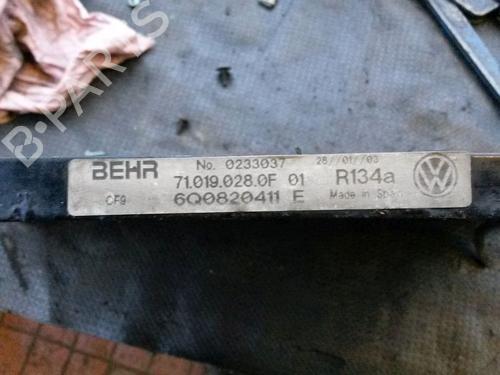 B-PARTS
No. 0233037 28//01//03
BEHR 71.019.028.0F 01 R134a
CF9 6Q0820411 E Made in Spain